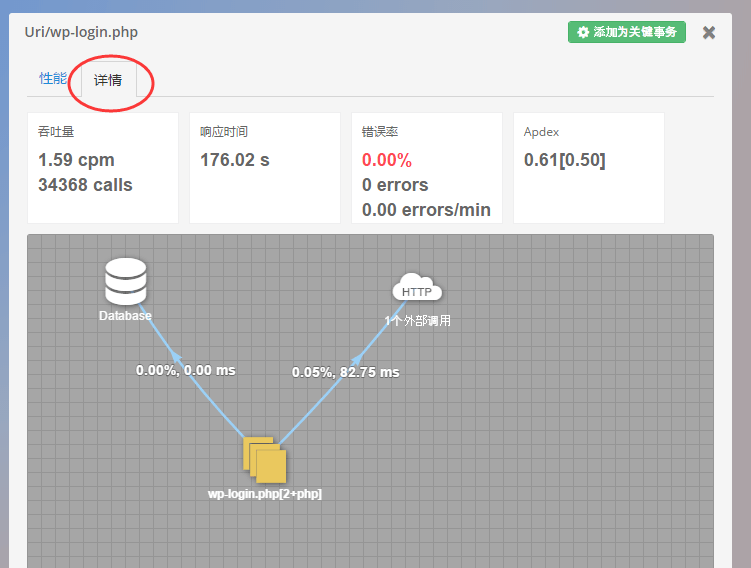 Uri/wp-login.php
添加为关键事务
性能
详情
吞吐量
1.59 cpm
34368 calls
响应时间
176.02 s
错误率
0.00%
0 errors
0.00 errors/min
Apdex
0.61[0.50]
Database
HTTP
1个外部调用
0.00%, 0.00 ms
0.05%, 82.75 ms
wp-login.php[2+php]